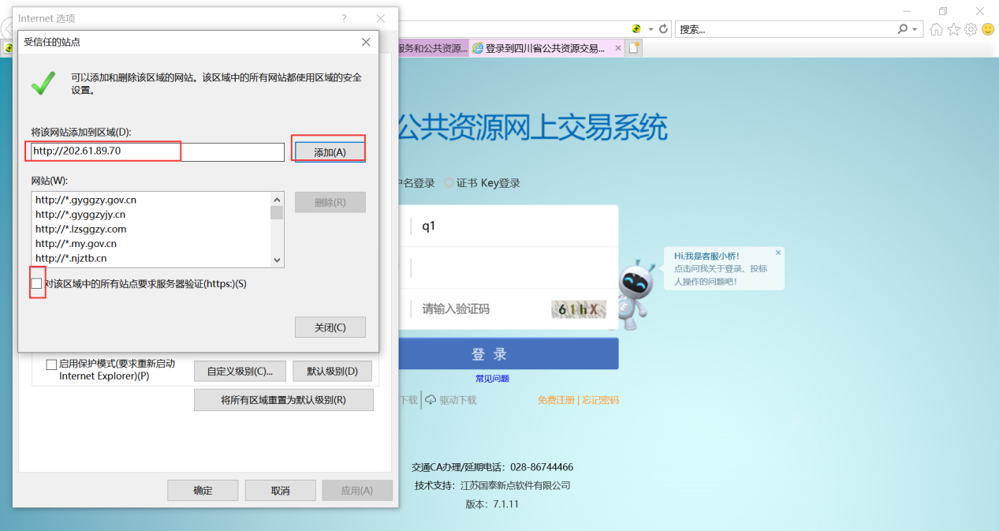 Internet 选项
?
受信任的站点
可以添加和删除该区域的网站。该区域中的所有网站都使用区域的安全
设置。
将该网站添加到区域(D):
http://202.61.89.70
添加(A)
网站(W):
http://*.gyggzy.gov.cn
http://*.gyggzyjy.cn
http://*.lzsggzy.com
http://*.my.gov.cn
http://*.njztb.cn
删除(R)
对该区域中的所有站点要求服务器验证(https:)(S)
关闭(C)
启用保护模式(要求重新启动
Internet Explorer)(P)
自定义级别(C)...
默认级别(D)
将所有区域重置为默认级别(R)
确定
取消
应用(A)
搜索...
服务和公共资源...
登录到四川省公共资源交易...
公共资源网上交易系统
户名登录
证书 Key登录
q1
请输入验证码
61hX
登 录
常见问题
下载
驱动下载
免费注册 | 忘记密码
Hi,我是客服小桥!
点击问我关于登录、投标
人操作的问题吧!
交通CA办理/延期电话：028-86744466
技术支持：江苏国泰新点软件有限公司
版本：7.1.11